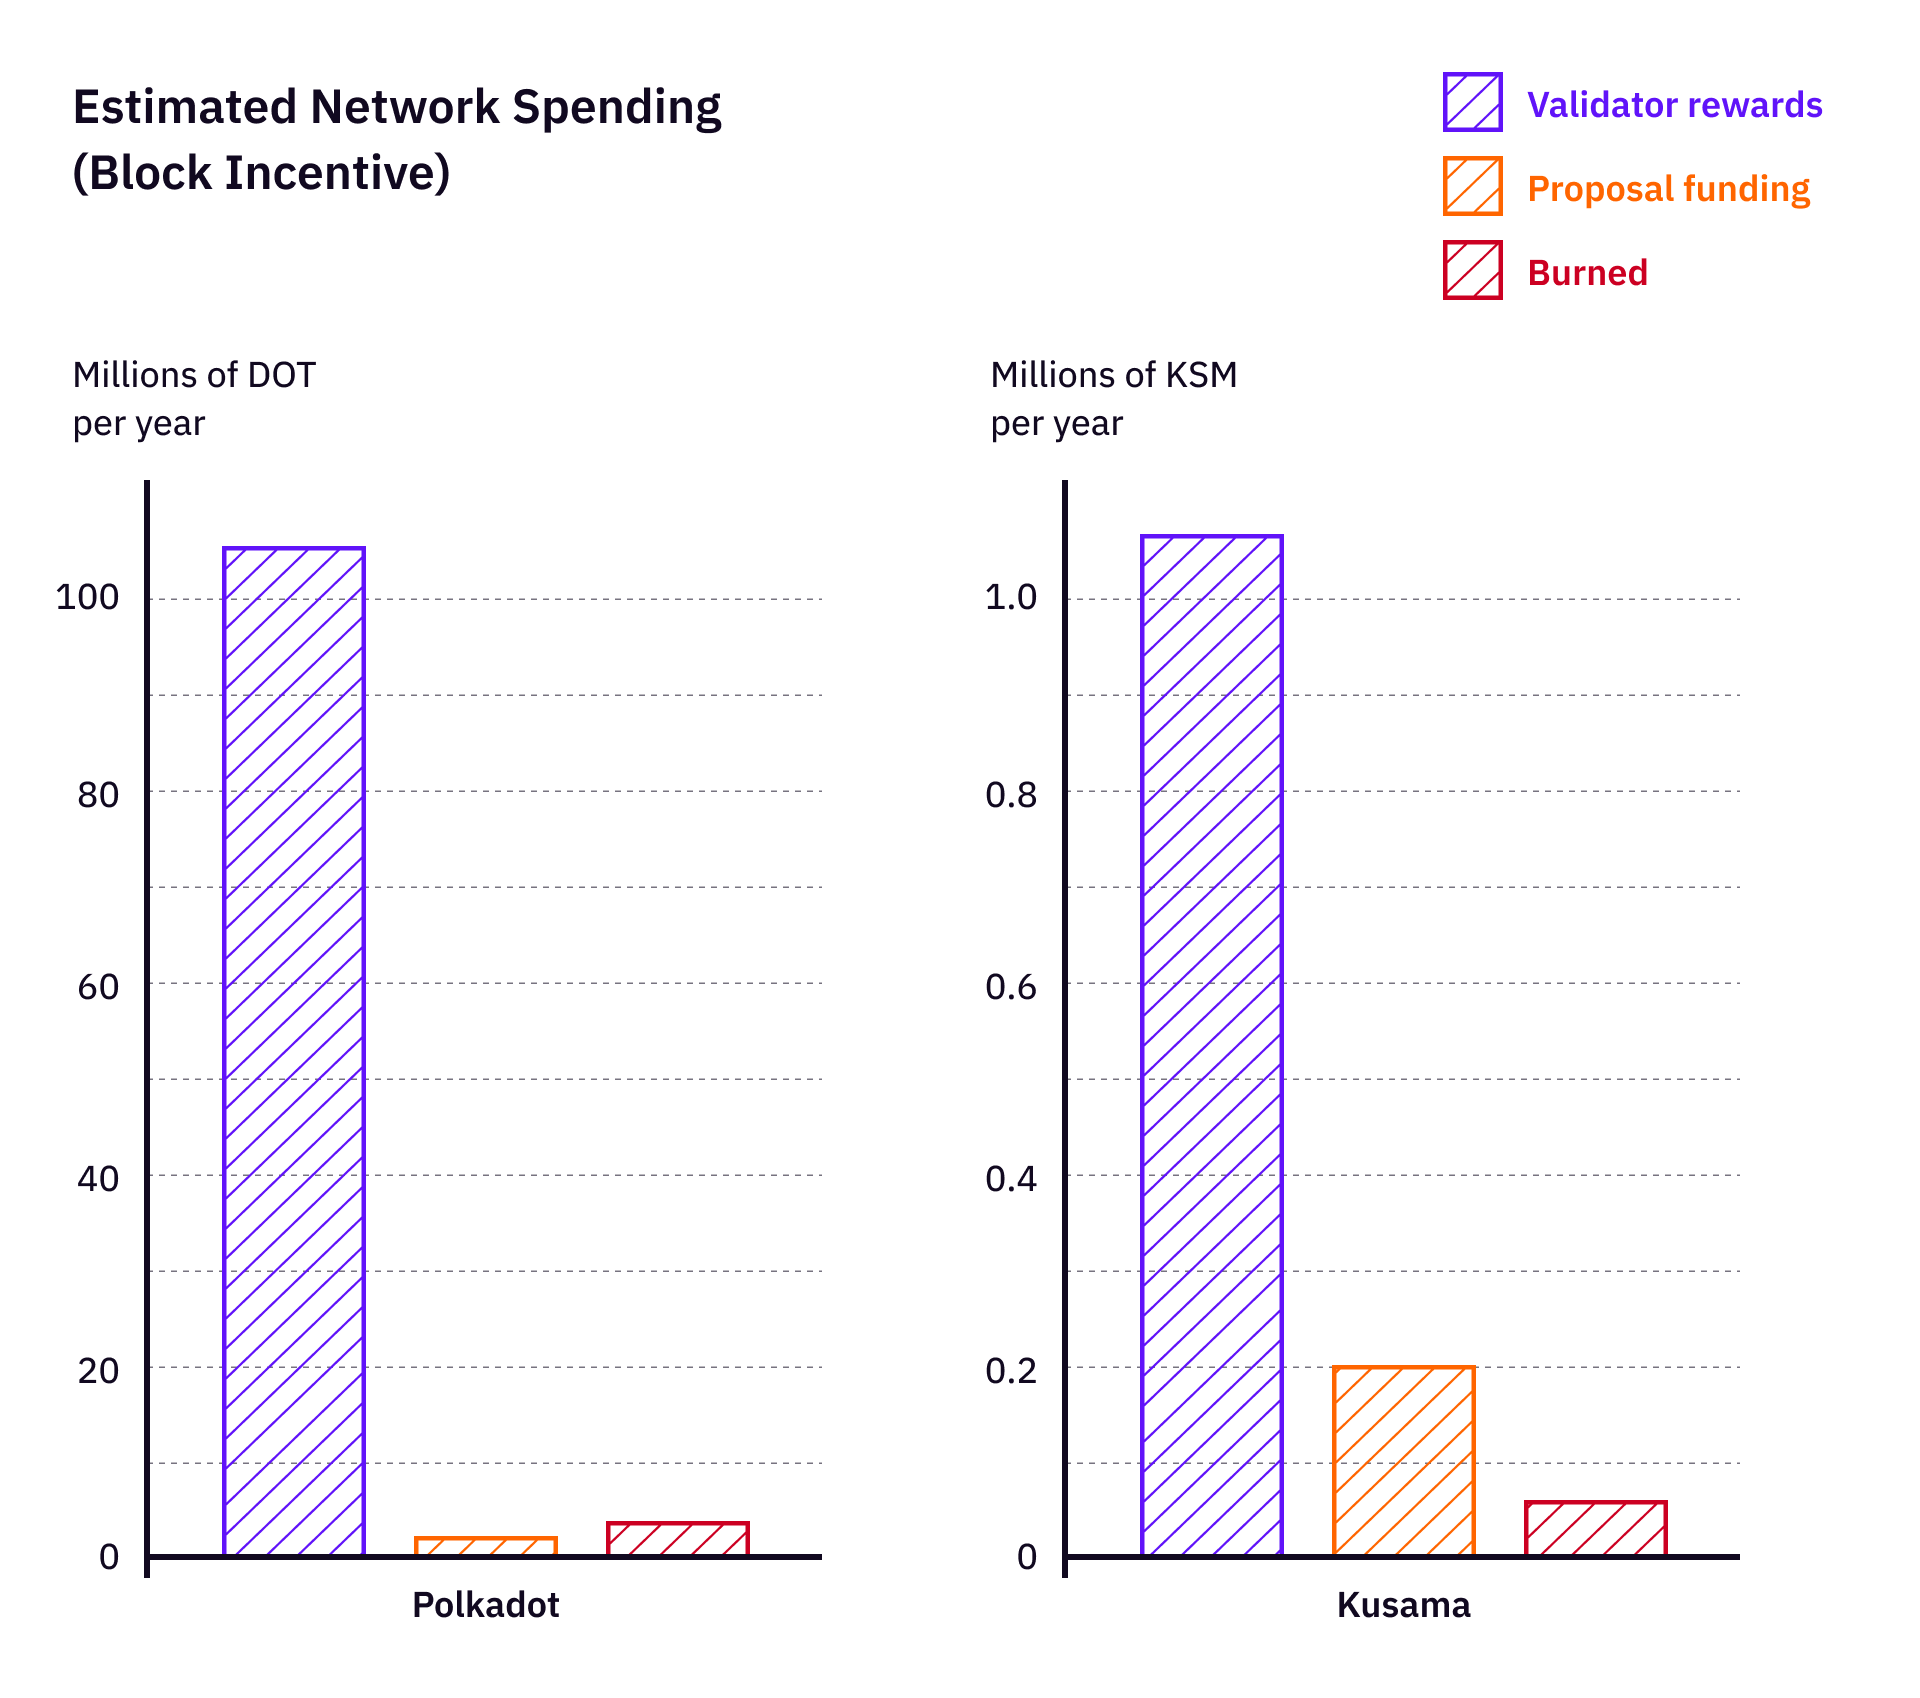 Estimated Network Spending
(Block Incentive)
Validator rewards
Proposal funding
Burned
Millions of DOT
per year
100
80
60
40
20
0
Polkadot
Millions of KSM
per year
1.0
0.8
0.6
0.4
0.2
0
Kusama